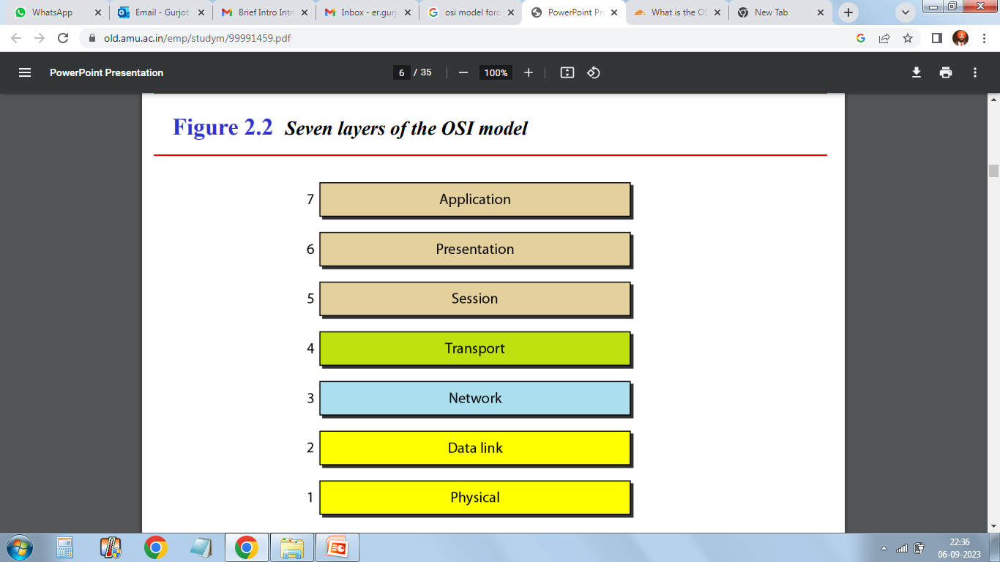 WhatsApp
Email - Gurjot
Brief Intro Intr
Inbox - er.gurj
osi model foro
PowerPoint Pre
What is the OS
New Tab
old.amu.ac.in/emp/studym/99991459.pdf
PowerPoint Presentation
6 / 35
100%
Figure 2.2 Seven layers of the OSI model
7 Application
6 Presentation
5 Session
4 Transport
3 Network
2 Data link
1 Physical
22:36
06-09-2023